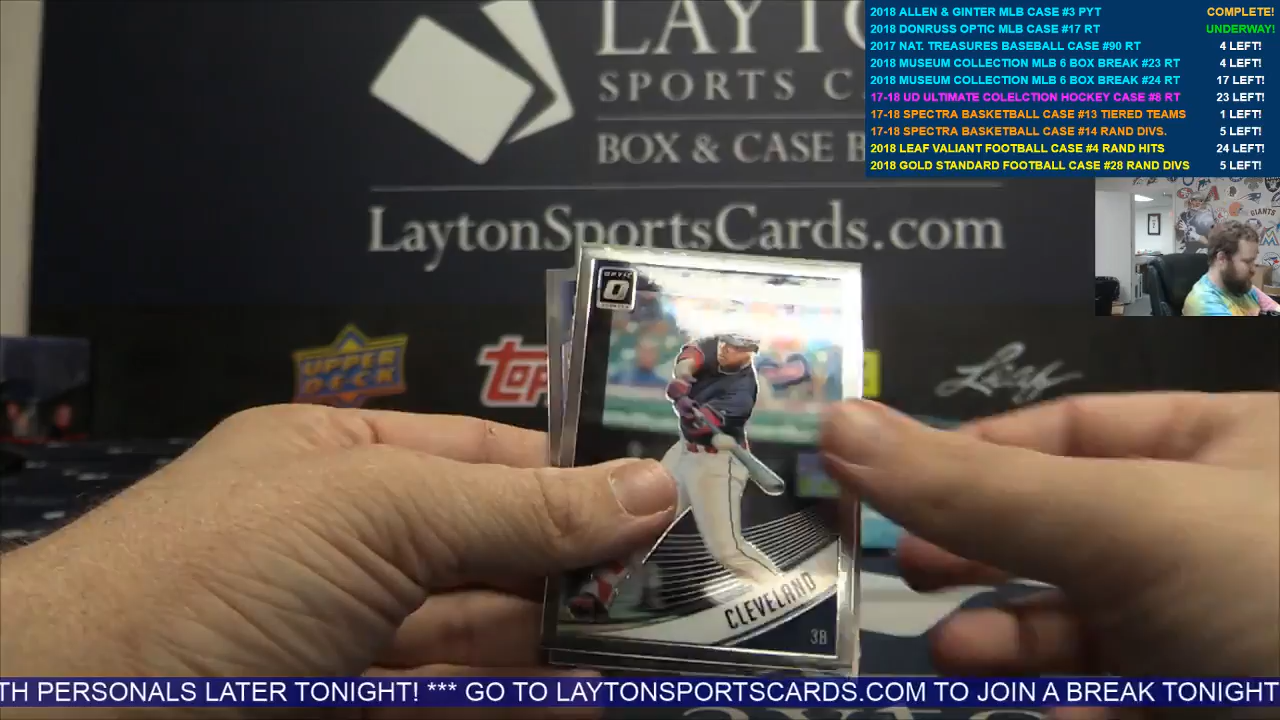 LAYTO
SPORTS C
BOX & CASE B
LaytonSportsCards.com
2018 ALLEN & GINTER MLB CASE #3 PYT COMPLETE!
2018 DONRUSS OPTIC MLB CASE #17 RT UNDERWAY!
2017 NAT. TREASURES BASEBALL CASE #90 RT 4 LEFT!
2018 MUSEUM COLLECTION MLB 6 BOX BREAK #23 RT 4 LEFT!
2018 MUSEUM COLLECTION MLB 6 BOX BREAK #24 RT 17 LEFT!
17-18 UD ULTIMATE COLELCTION HOCKEY CASE #8 RT 23 LEFT!
17-18 SPECTRA BASKETBALL CASE #13 TIERED TEAMS 1 LEFT!
17-18 SPECTRA BASKETBALL CASE #14 RAND DIVS. 5 LEFT!
2018 LEAF VALIANT FOOTBALL CASE #4 RAND HITS 24 LEFT!
2018 GOLD STANDARD FOOTBALL CASE #28 RAND DIVS 5 LEFT!
GIANTS
OPTIC
UPPER
DECK
Topp
Leaf
CLEVELAND
3B
TH PERSONALS LATER TONIGHT! *** GO TO LAYTONSPORTSCARDS.COM TO JOIN A BREAK TONIGHT